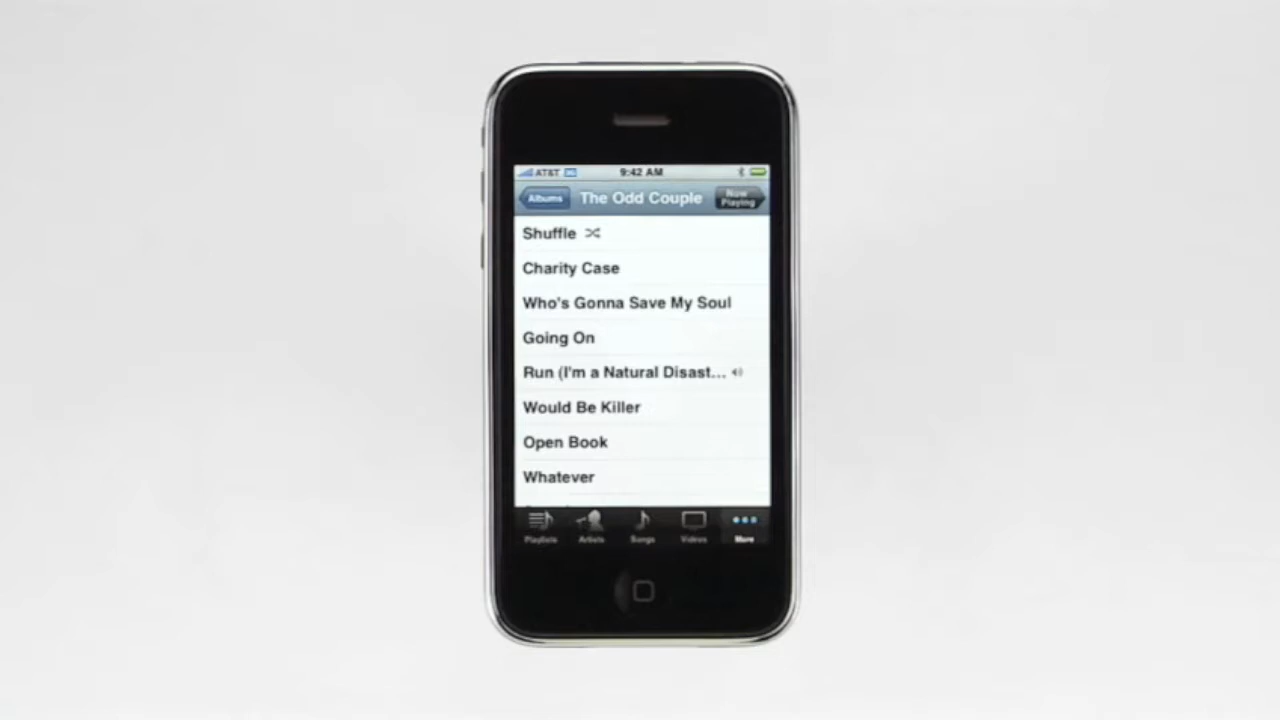 AT&T 3G 9:42 AM
Albums The Odd Couple Now Playing
Shuffle
Charity Case
Who's Gonna Save My Soul
Going On
Run (I'm a Natural Disast...
Would Be Killer
Open Book
Whatever
Playlists Artists Songs Videos More